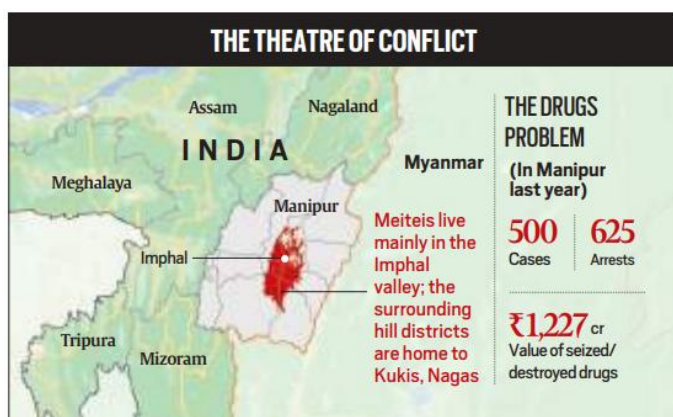 THE THEATRE OF CONFLICT
Assam
Nagaland
INDIA
Myanmar
Meghalaya
Manipur
Imphal
Meiteis live
mainly in the
Imphal
valley; the
surrounding
hill districts
are home to
Kukis, Nagas
Tripura
Mizoram
THE DRUGS
PROBLEM
(In Manipur
last year)
500
Cases
625
Arrests
₹1,227 cr
Value of seized/
destroyed drugs